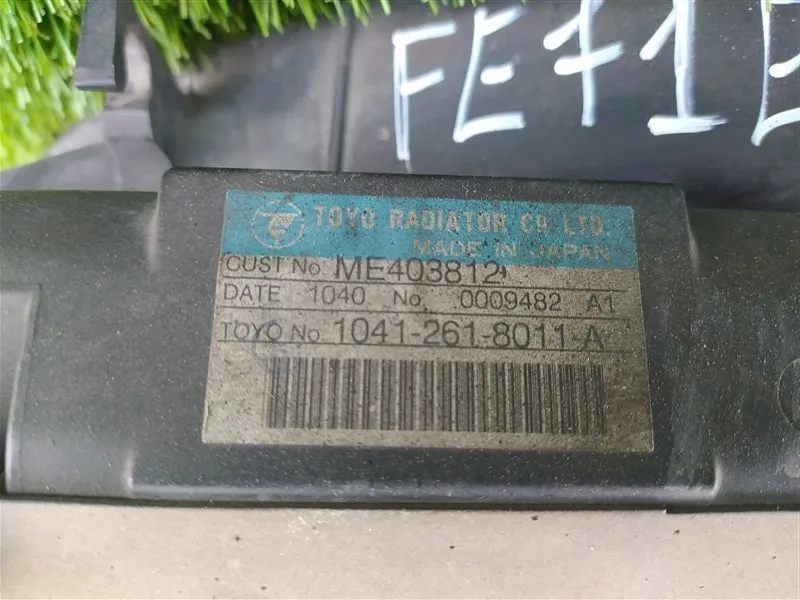 FE71E
TOYO RADIATOR CO. LTD.
MADE IN JAPAN
CUST No. ME403812
DATE 1040 No. 0009482 A1
TOYO No 1041-261-8011-A